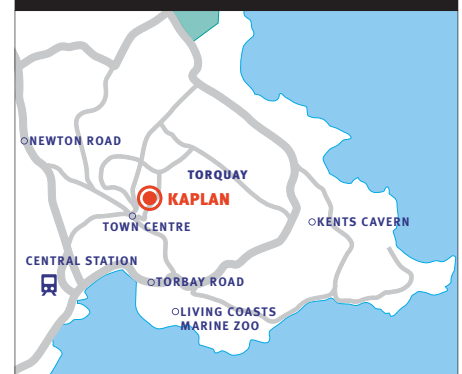 NEWTON ROAD
TORQUAY
KAPLAN
TOWN CENTRE
KENTS CAVERN
CENTRAL STATION
TORBAY ROAD
LIVING COASTS
MARINE ZOO